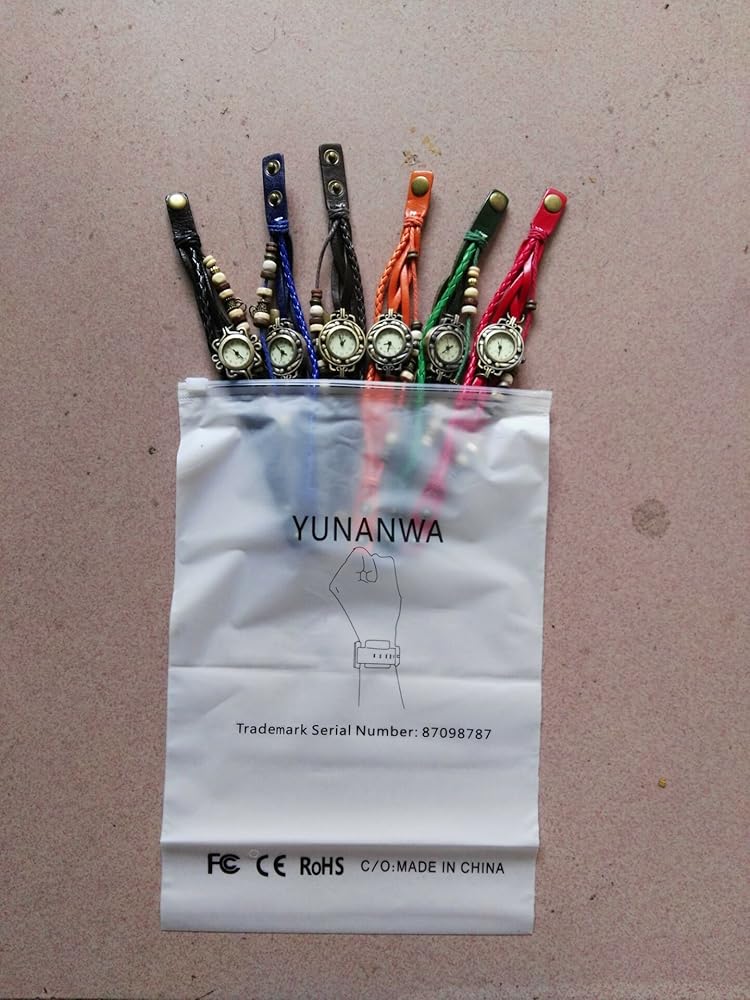 YUNANWA
Trademark Serial Number: 87098787
FC CE RoHS C/O:MADE IN CHINA